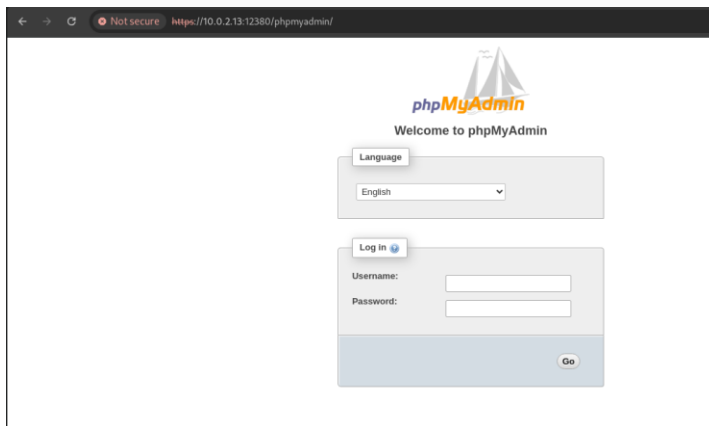 Not secure https://10.0.2.13:12380/phpmyadmin/
phpMyAdmin
Welcome to phpMyAdmin
Language
English
Log in
Username:
Password:
Go